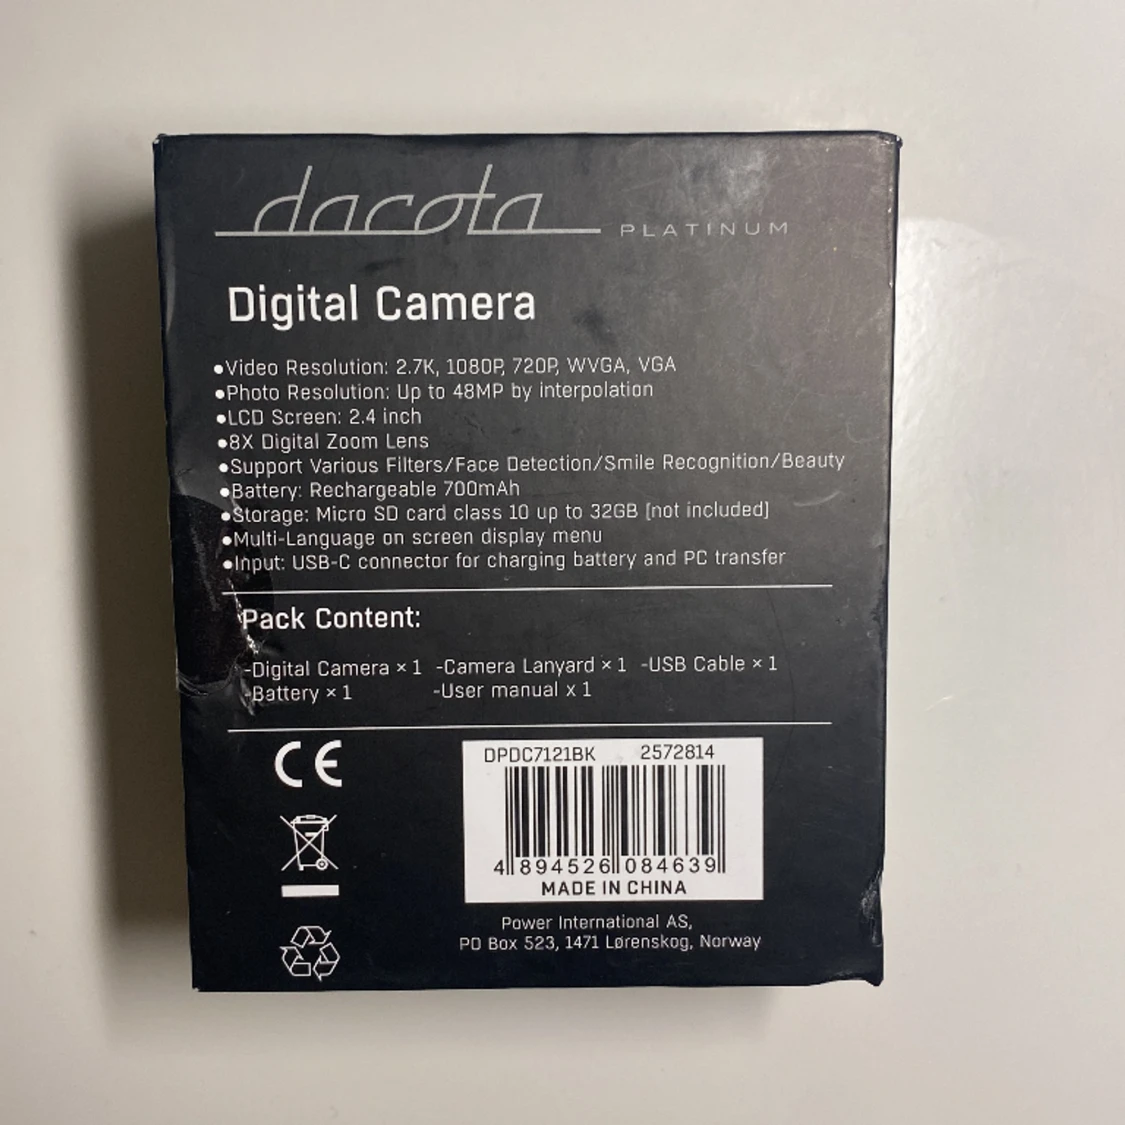 dacota PLATINUM
Digital Camera
•Video Resolution: 2.7K, 1080P, 720P, WVGA, VGA
•Photo Resolution: Up to 48MP by interpolation
•LCD Screen: 2.4 inch
•8X Digital Zoom Lens
•Support Various Filters/Face Detection/Smile Recognition/Beauty
•Battery: Rechargeable 700mAh
•Storage: Micro SD card class 10 up to 32GB [not included]
•Multi-Language on screen display menu
•Input: USB-C connector for charging battery and PC transfer
Pack Content:
-Digital Camera × 1 -Camera Lanyard × 1 -USB Cable × 1
-Battery × 1 -User manual x 1
CE
DPDC7121BK 2572814
4 894526 084639
MADE IN CHINA
Power International AS,
PO Box 523, 1471 Lørenskog, Norway